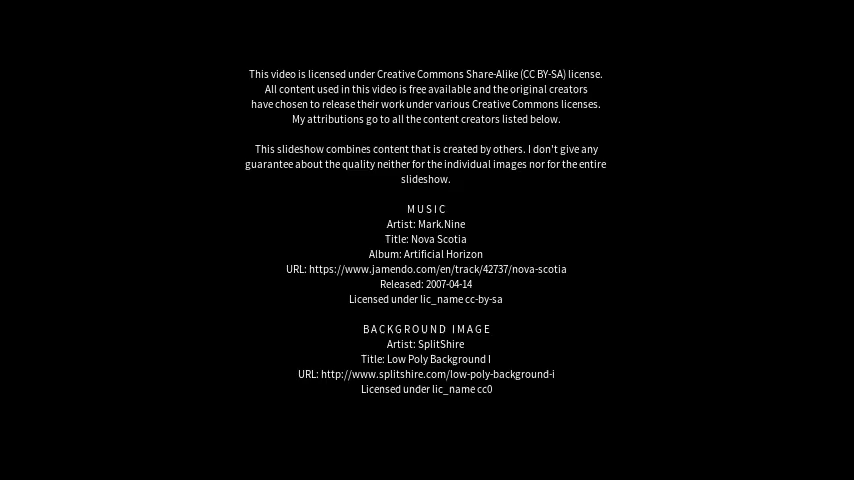 This video is licensed under Creative Commons Share-Alike (CC BY-SA) license.
All content used in this video is free available and the original creators
have chosen to release their work under various Creative Commons licenses.
My attributions go to all the content creators listed below.
This slideshow combines content that is created by others. I don't give any
guarantee about the quality neither for the individual images nor for the entire
slideshow.
MUSIC
Artist: Mark.Nine
Title: Nova Scotia
Album: Artificial Horizon
URL: https://www.jamendo.com/en/track/42737/nova-scotia
Released: 2007-04-14
Licensed under lic_name cc-by-sa
BACKGROUND IMAGE
Artist: SplitShire
Title: Low Poly Background I
URL: http://www.splitshire.com/low-poly-background-i
Licensed under lic_name cc0